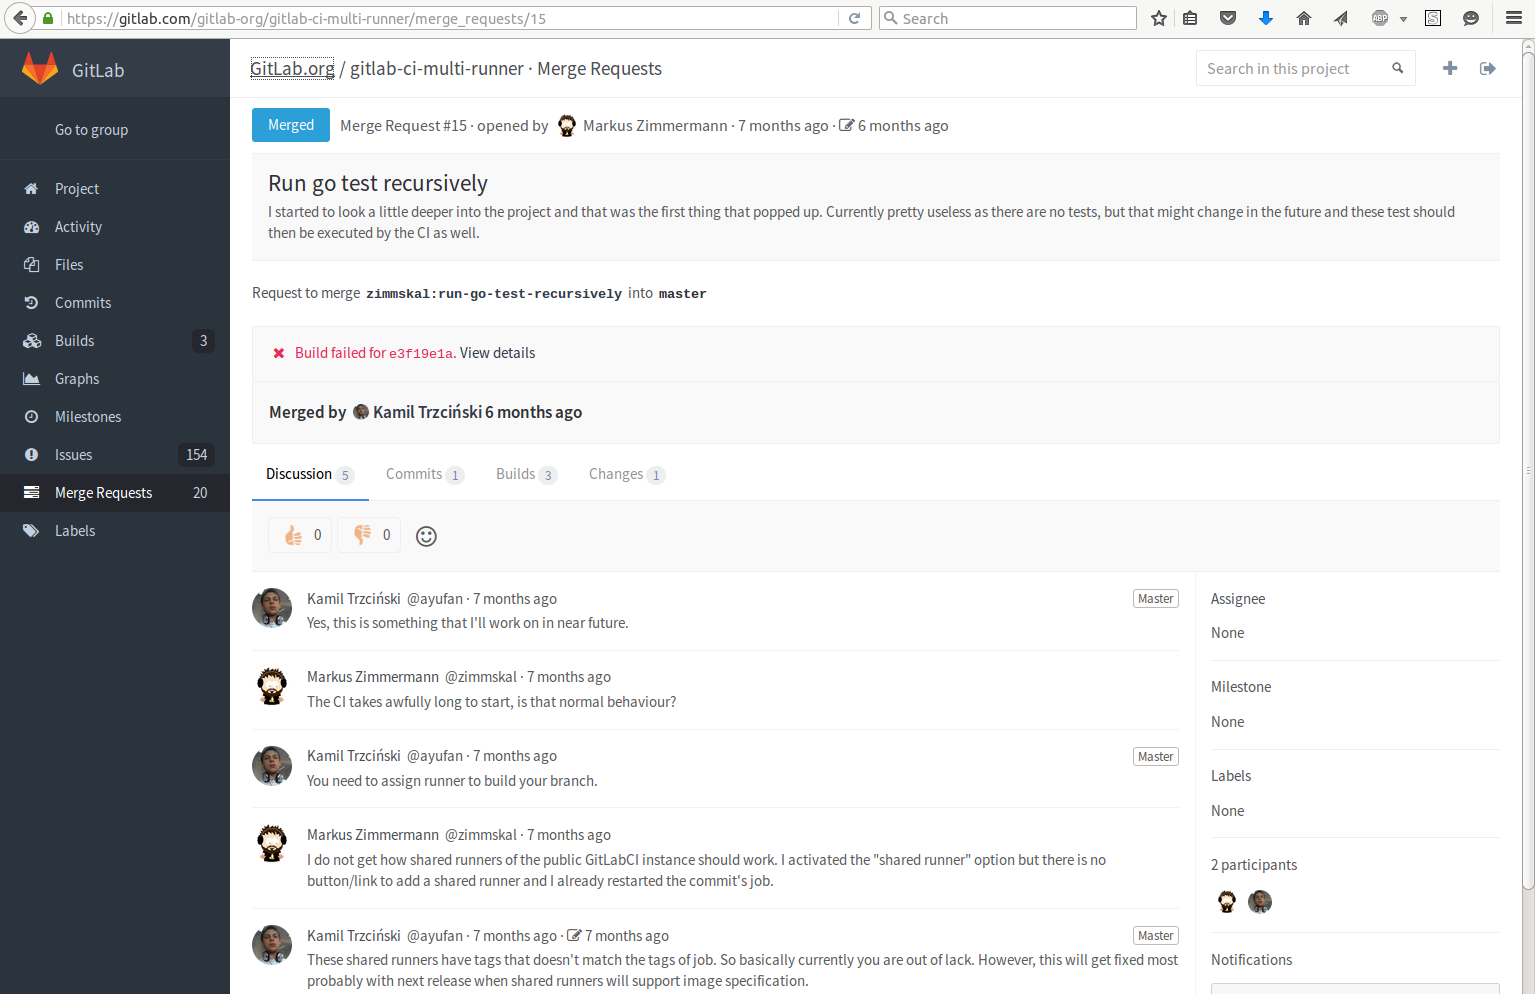 https://gitlab.com/gitlab-org/gitlab-ci-multi-runner/merge_requests/15
Search
ABP
S
GitLab
GitLab.org / gitlab-ci-multi-runner · Merge Requests
Search in this project
Go to group
Project
Activity
Files
Commits
Builds 3
Graphs
Milestones
Issues 154
Merge Requests 20
Labels
Merged Merge Request #15 · opened by Markus Zimmermann · 7 months ago · 6 months ago
Run go test recursively
I started to look a little deeper into the project and that was the first thing that popped up. Currently pretty useless as there are no tests, but that might change in the future and these test should
then be executed by the CI as well.
Request to merge zimmskal:run-go-test-recursively into master
Build failed for e3f19e1a. View details
Merged by Kamil Trzciński 6 months ago
Discussion 5 Commits 1 Builds 3 Changes 1
0 0
Kamil Trzciński @ayufan · 7 months ago Master
Yes, this is something that I'll work on in near future.
Markus Zimmermann @zimmskal · 7 months ago
The CI takes awfully long to start, is that normal behaviour?
Kamil Trzciński @ayufan · 7 months ago Master
You need to assign runner to build your branch.
Markus Zimmermann @zimmskal · 7 months ago
I do not get how shared runners of the public GitLabCI instance should work. I activated the "shared runner" option but there is no
button/link to add a shared runner and I already restarted the commit's job.
Kamil Trzciński @ayufan · 7 months ago · 7 months ago Master
These shared runners have tags that doesn't match the tags of job. So basically currently you are out of lack. However, this will get fixed most
probably with next release when shared runners will support image specification.
Assignee
None
Milestone
None
Labels
None
2 participants
Notifications